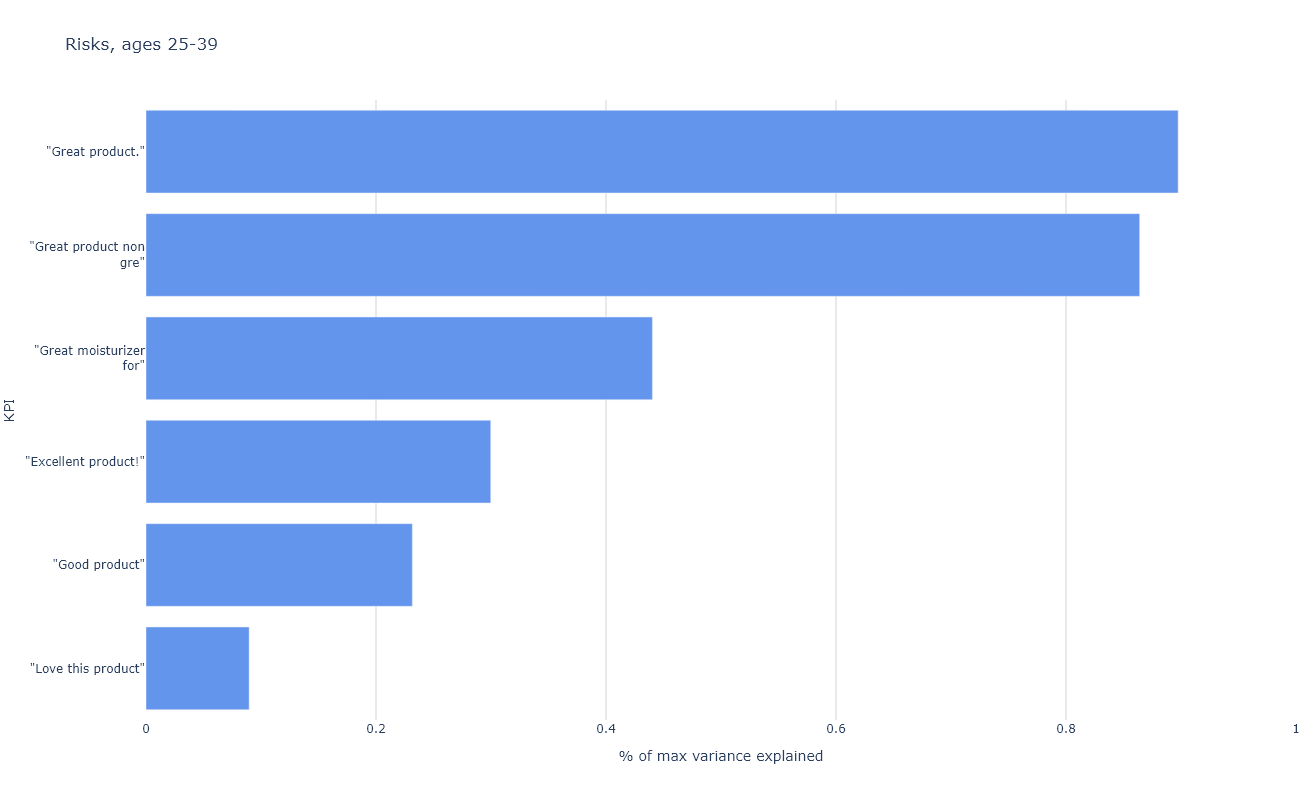 Risks, ages 25-39
"Great product."
"Great product non
gre"
"Great moisturizer
for"
"Excellent product!"
"Good product"
"Love this product"
KPI
0 0.2 0.4 0.6 0.8 1
% of max variance explained